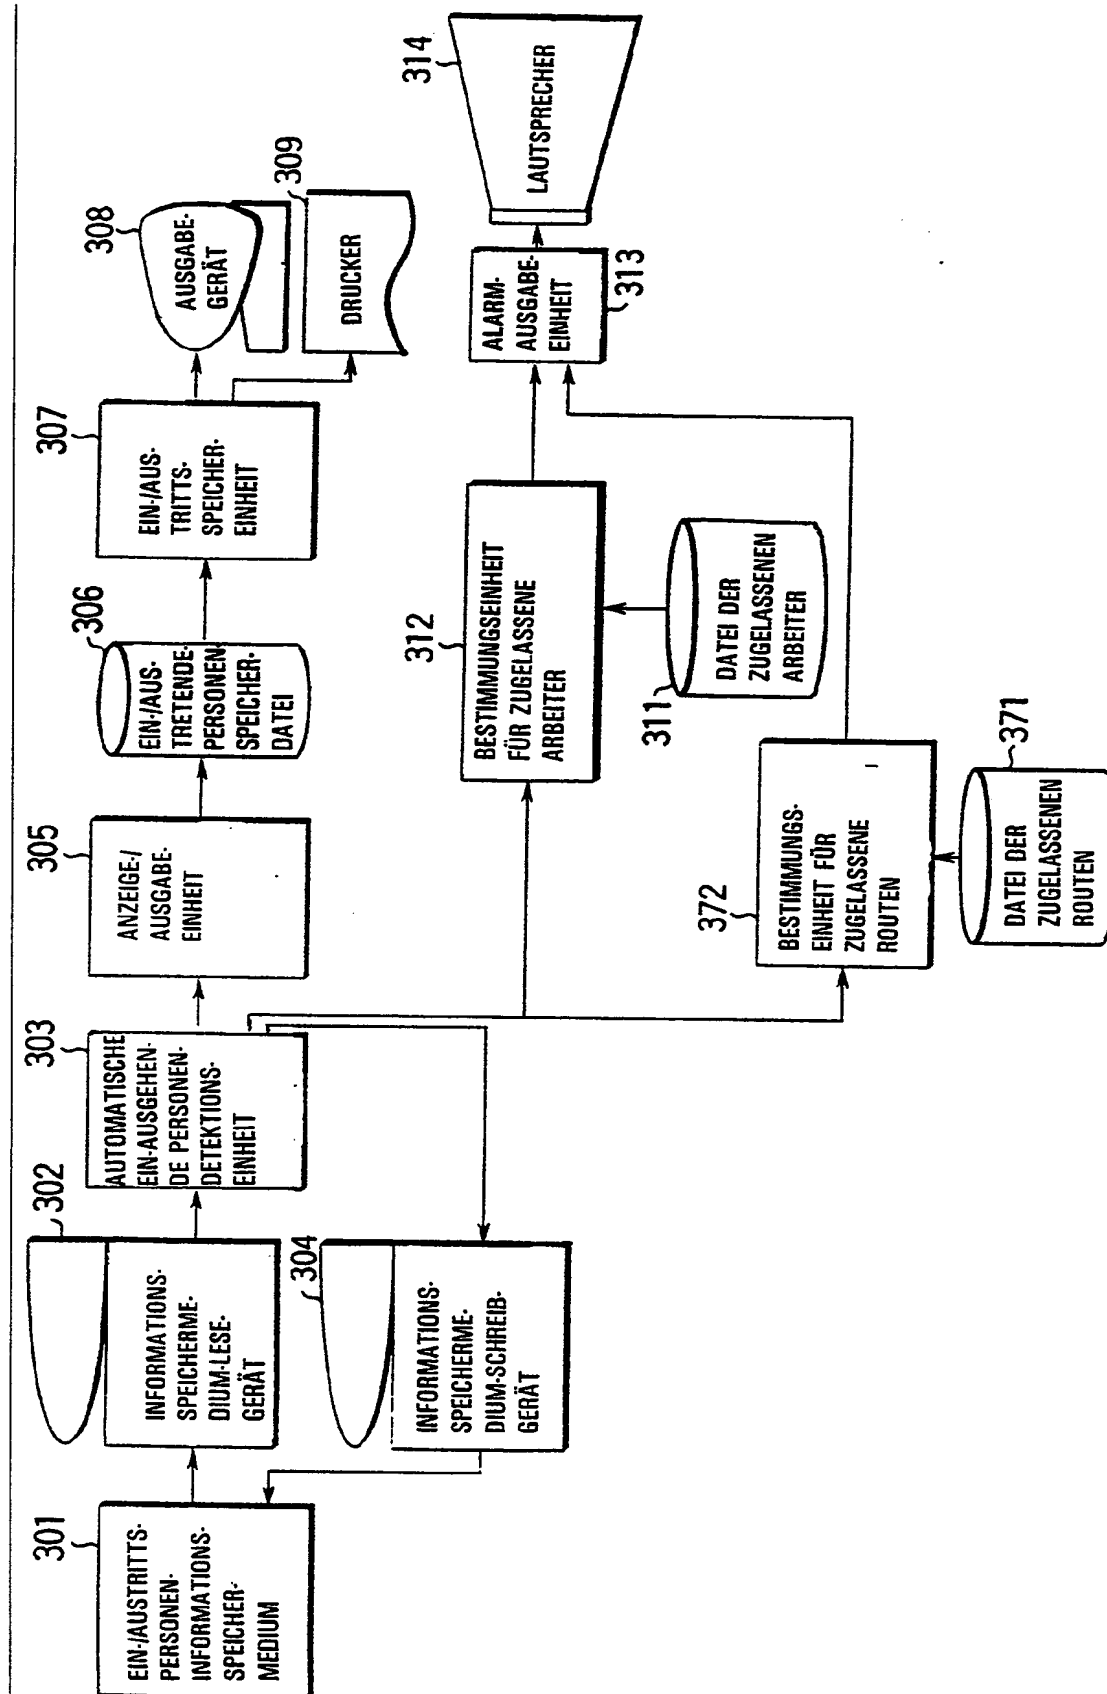 301
EIN-/AUSTRITTS-
PERSONEN-
INFORMATIONS-
SPEICHER-
MEDIUM
302
INFORMATIONS-
SPEICHERME-
DIUM-LESE-
GERÄT
304
INFORMATIONS-
SPEICHERME-
DIUM-SCHREIB-
GERÄT
303
AUTOMATISCHE
EIN-AUSGEHEN-
DE PERSONEN-
DETEKTIONS-
EINHEIT
305
ANZEIGE-/
AUSGABE-
EINHEIT
306
EIN-/AUS-
TRETENDE-
PERSONEN-
SPEICHER-
DATEI
307
EIN-/AUS-
TRITTS-
SPEICHER-
EINHEIT
308
AUSGABE-
GERÄT
309
DRUCKER
312
BESTIMMUNGSEINHEIT
FÜR ZUGELASSENE
ARBEITER
311
DATEI DER
ZUGELASSENEN
ARBEITER
372
BESTIMMUNGS-
EINHEIT FÜR
ZUGELASSENE
ROUTEN
371
DATEI DER
ZUGELASSENEN
ROUTEN
ALARM-
AUSGABE-
EINHEIT
313
314
LAUTSPRECHER